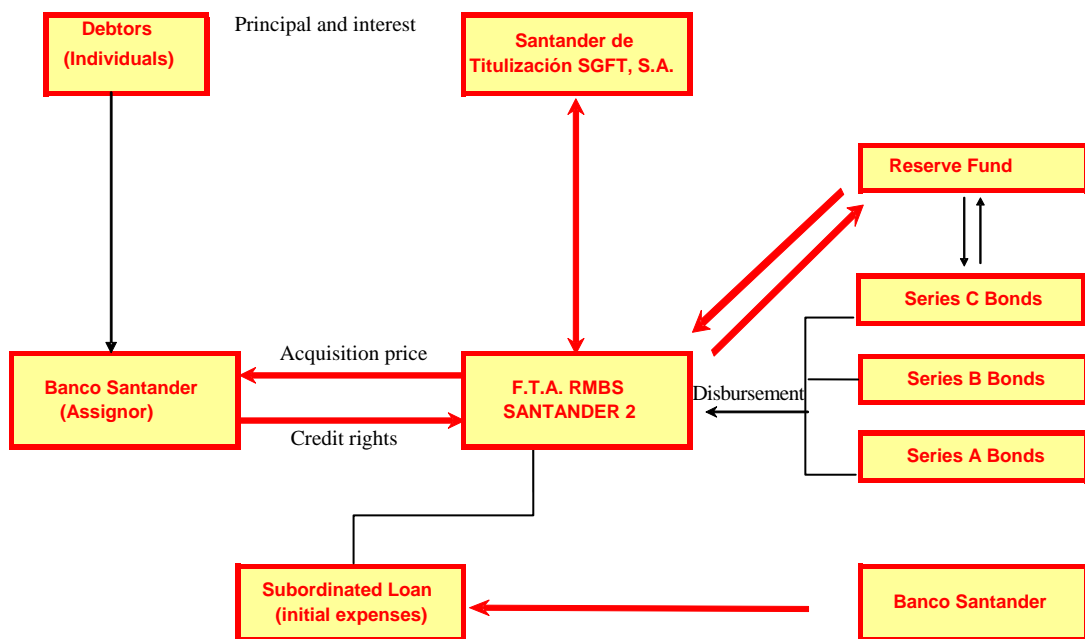 Debtors
(Individuals)
Principal and interest
Santander de
Titulización SGFT, S.A.
Reserve Fund
Series C Bonds
Acquisition price
Banco Santander
(Assignor)
F.T.A. RMBS
SANTANDER 2
Disbursement
Series B Bonds
Credit rights
Series A Bonds
Subordinated Loan
(initial expenses)
Banco Santander